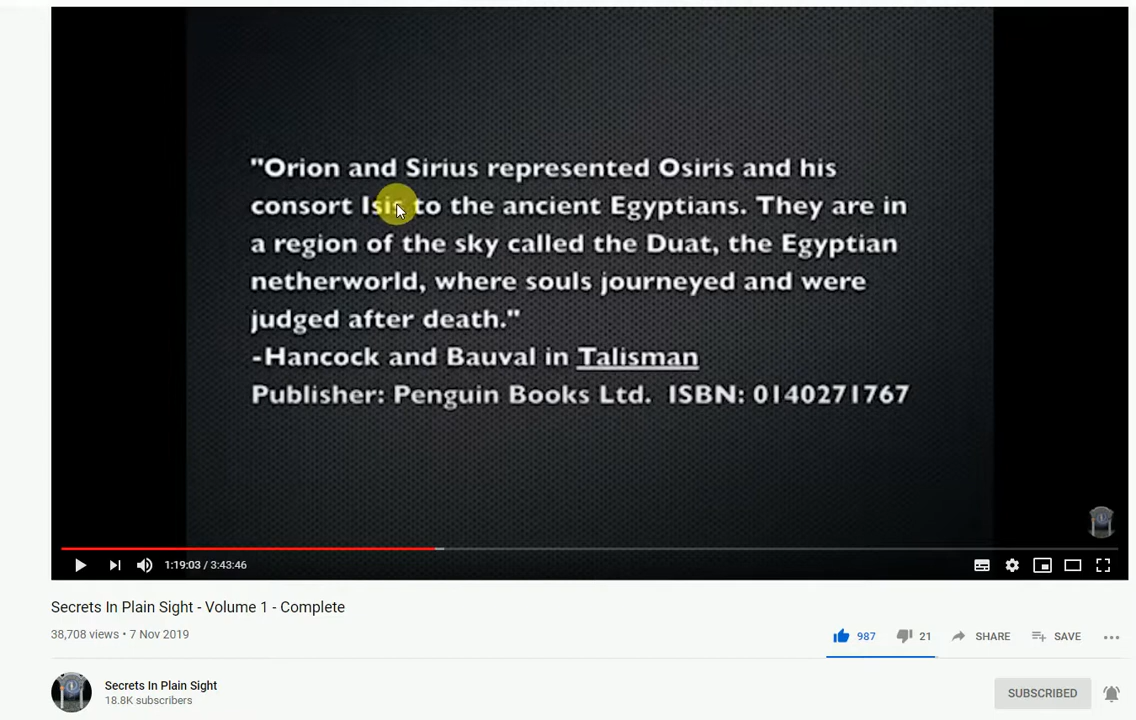 "Orion and Sirius represented Osiris and his
consort Isis to the ancient Egyptians. They are in
a region of the sky called the Duat, the Egyptian
netherworld, where souls journeyed and were
judged after death."
-Hancock and Bauval in Talisman
Publisher: Penguin Books Ltd. ISBN: 0140271767
1:19:03 / 3:43:46
Secrets In Plain Sight - Volume 1 - Complete
38,708 views • 7 Nov 2019
987 21 SHARE SAVE
Secrets In Plain Sight
18.8K subscribers
SUBSCRIBED